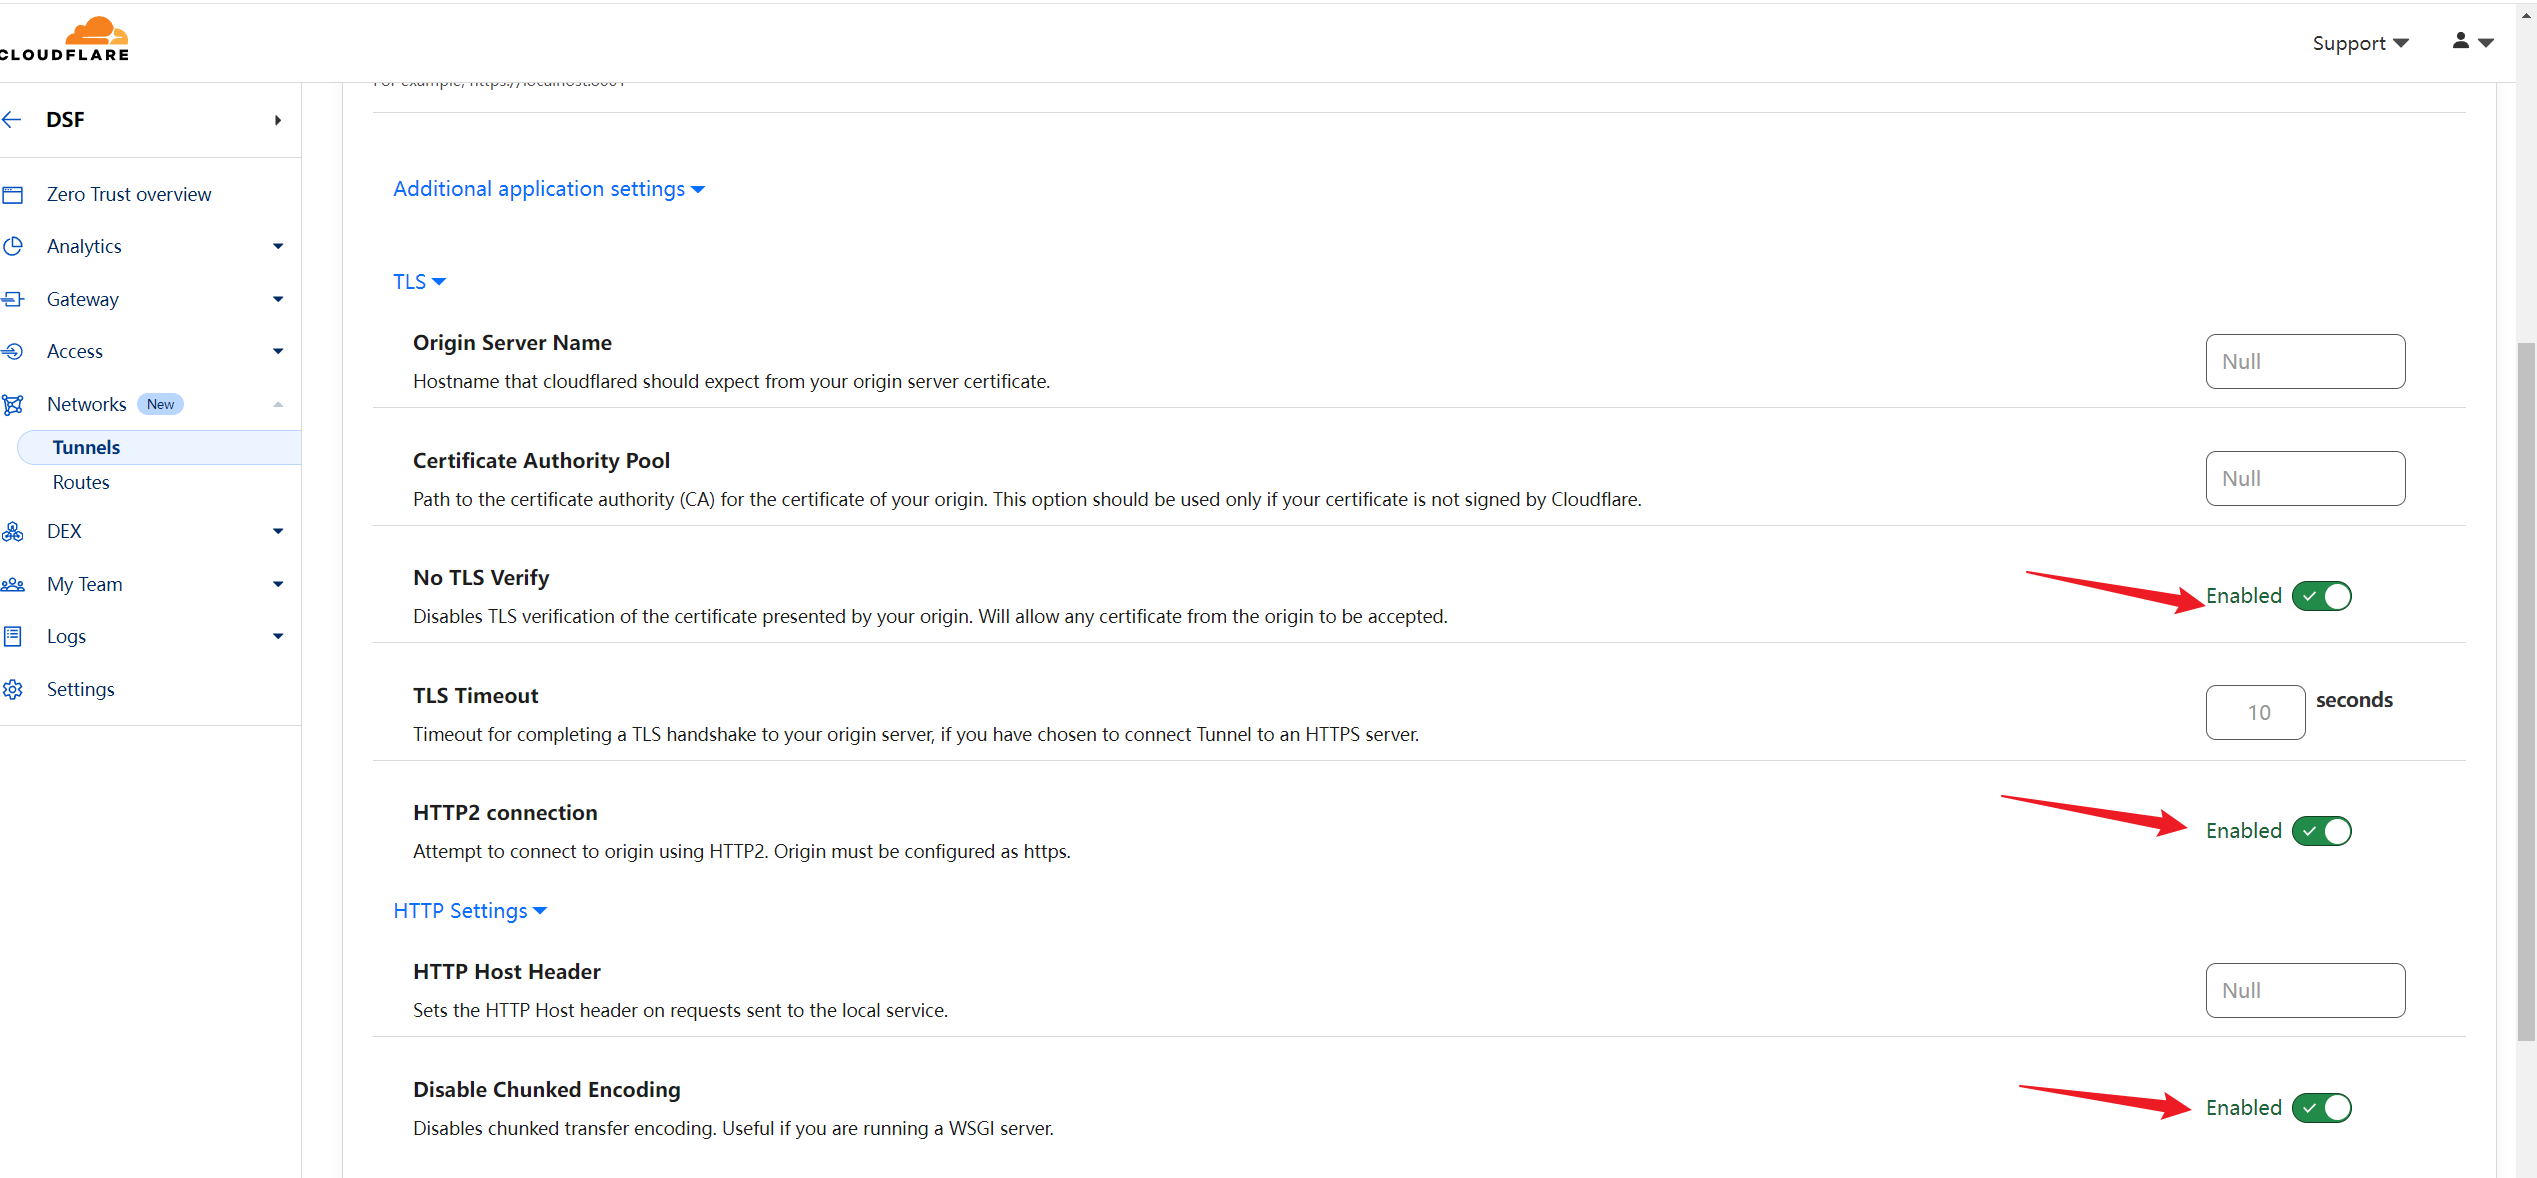 CLOUDFLARE
Support
DSF
Zero Trust overview
Analytics
Gateway
Access
Networks New
Tunnels
Routes
DEX
My Team
Logs
Settings
For example, https://localhost:8001
Additional application settings
TLS
Origin Server Name
Hostname that cloudflared should expect from your origin server certificate.
Null
Certificate Authority Pool
Path to the certificate authority (CA) for the certificate of your origin. This option should be used only if your certificate is not signed by Cloudflare.
Null
No TLS Verify
Disables TLS verification of the certificate presented by your origin. Will allow any certificate from the origin to be accepted.
Enabled
TLS Timeout
Timeout for completing a TLS handshake to your origin server, if you have chosen to connect Tunnel to an HTTPS server.
10 seconds
HTTP2 connection
Attempt to connect to origin using HTTP2. Origin must be configured as https.
Enabled
HTTP Settings
HTTP Host Header
Sets the HTTP Host header on requests sent to the local service.
Null
Disable Chunked Encoding
Disables chunked transfer encoding. Useful if you are running a WSGI server.
Enabled